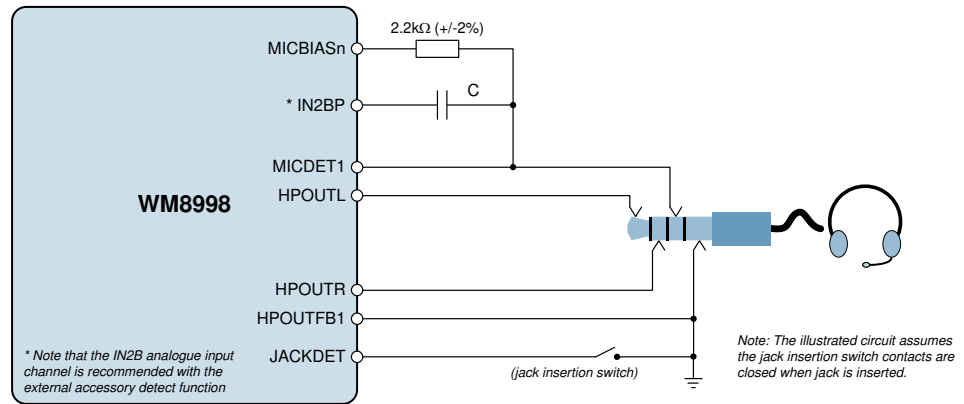 2.2kΩ (+/-2%)
MICBIASn
C
* IN2BP
MICDET1
HPOUTL
WM8998
HPOUTR
HPOUTFB1
JACKDET
(jack insertion switch)
* Note that the IN2B analogue input
channel is recommended with the
external accessory detect function
Note: The illustrated circuit assumes
the jack insertion switch contacts are
closed when jack is inserted.